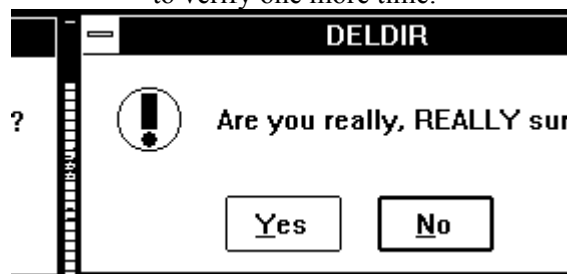 to verify one more time.
DELDIR
?
Are you really, REALLY sur
Yes
No